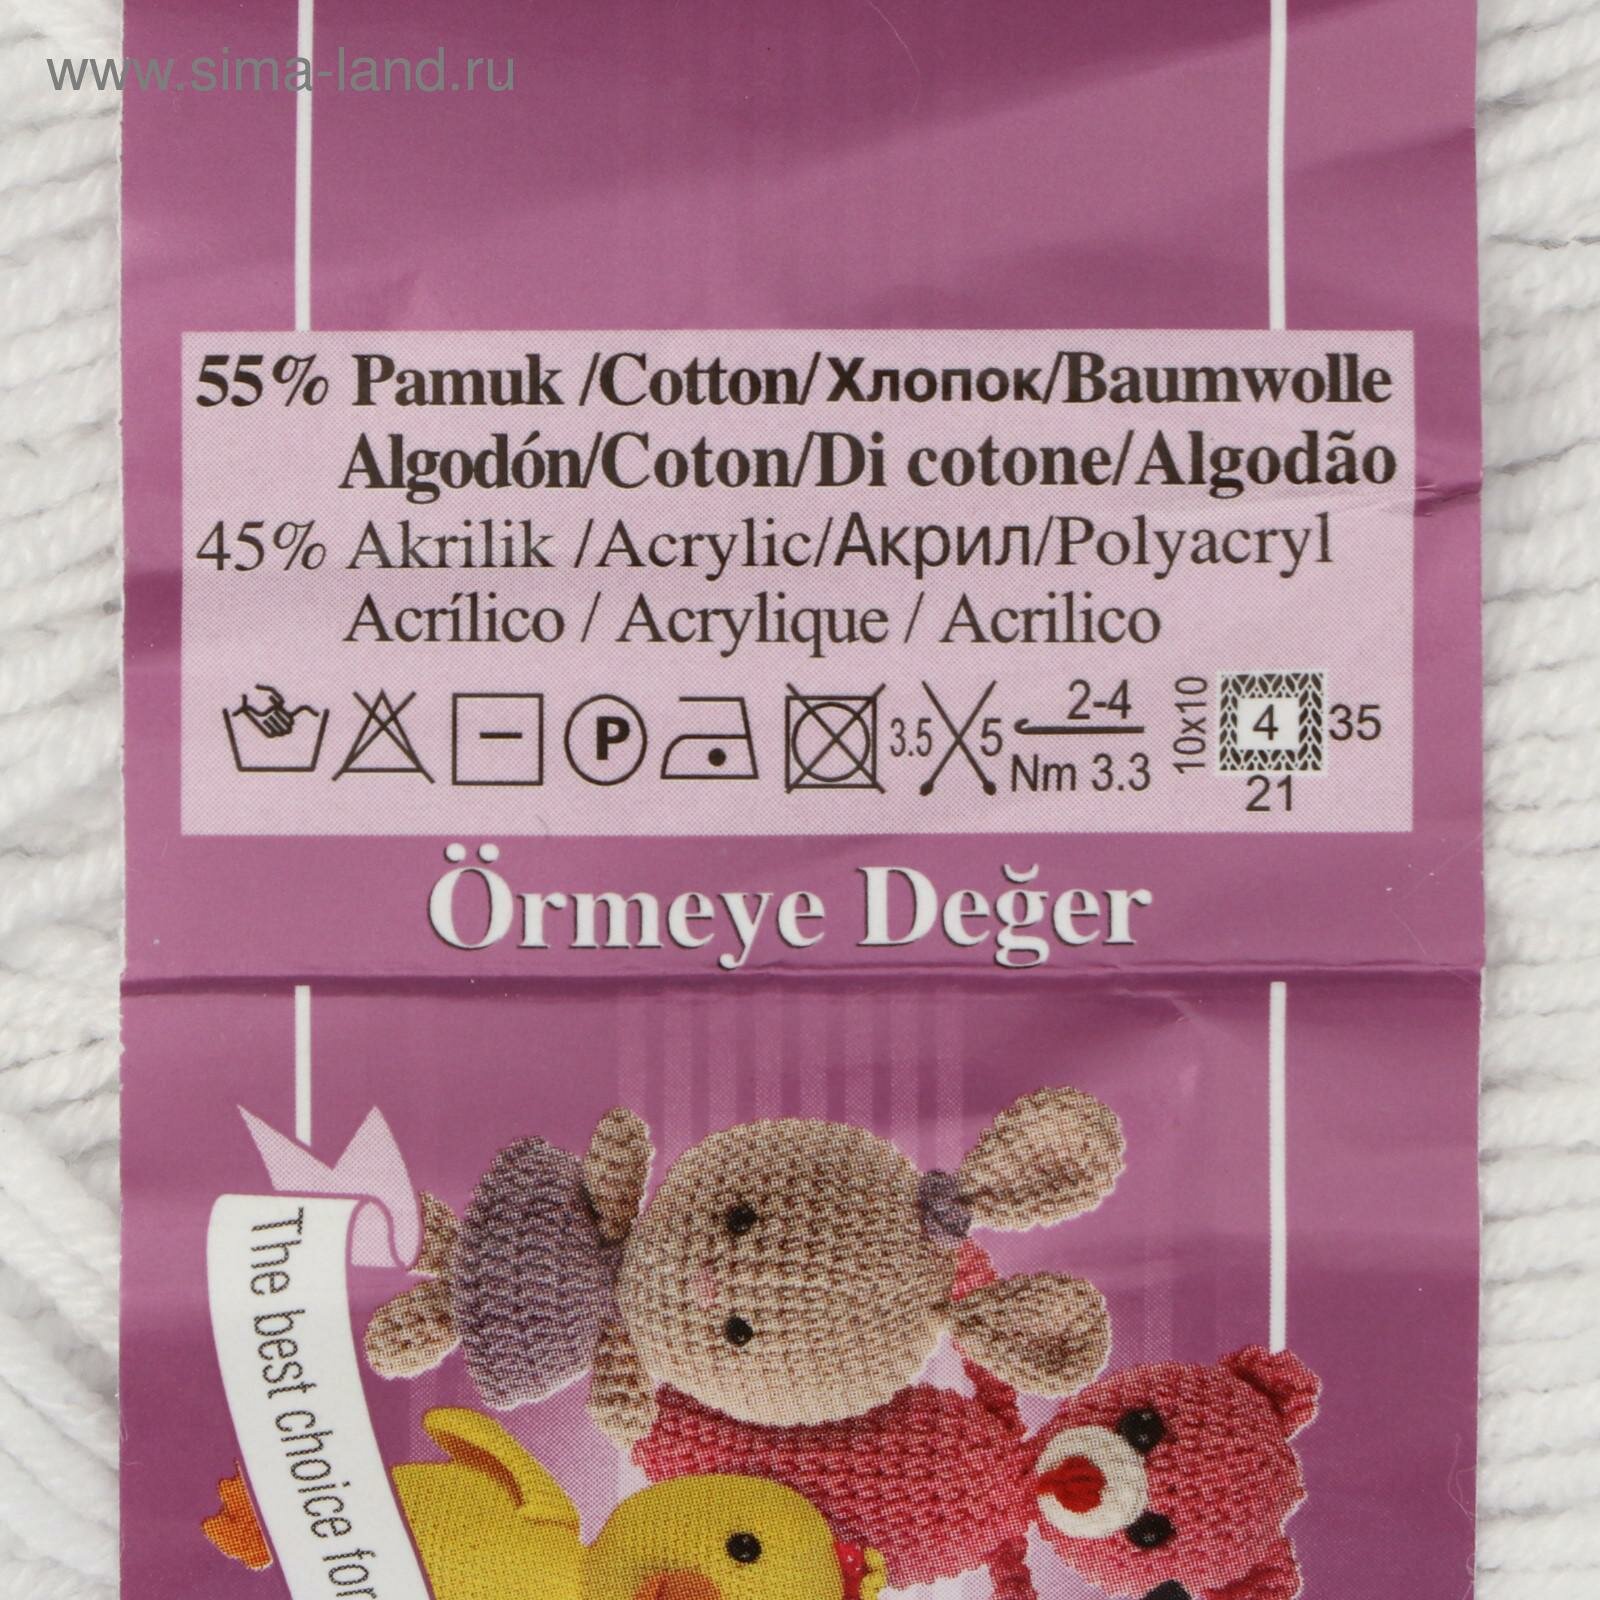 www.sima-land.ru
55% Pamuk /Cotton/Хлопок/Baumwolle
Algodón/Coton/Di cotone/Algodão
45% Akrilik /Acrylic/Акрил/Polyacryl
Acrílico / Acrylique / Acrilico
P
3.5 5
2-4
Nm 3.3
10x10
4
35
21
Örmeye Değer
The best choice for